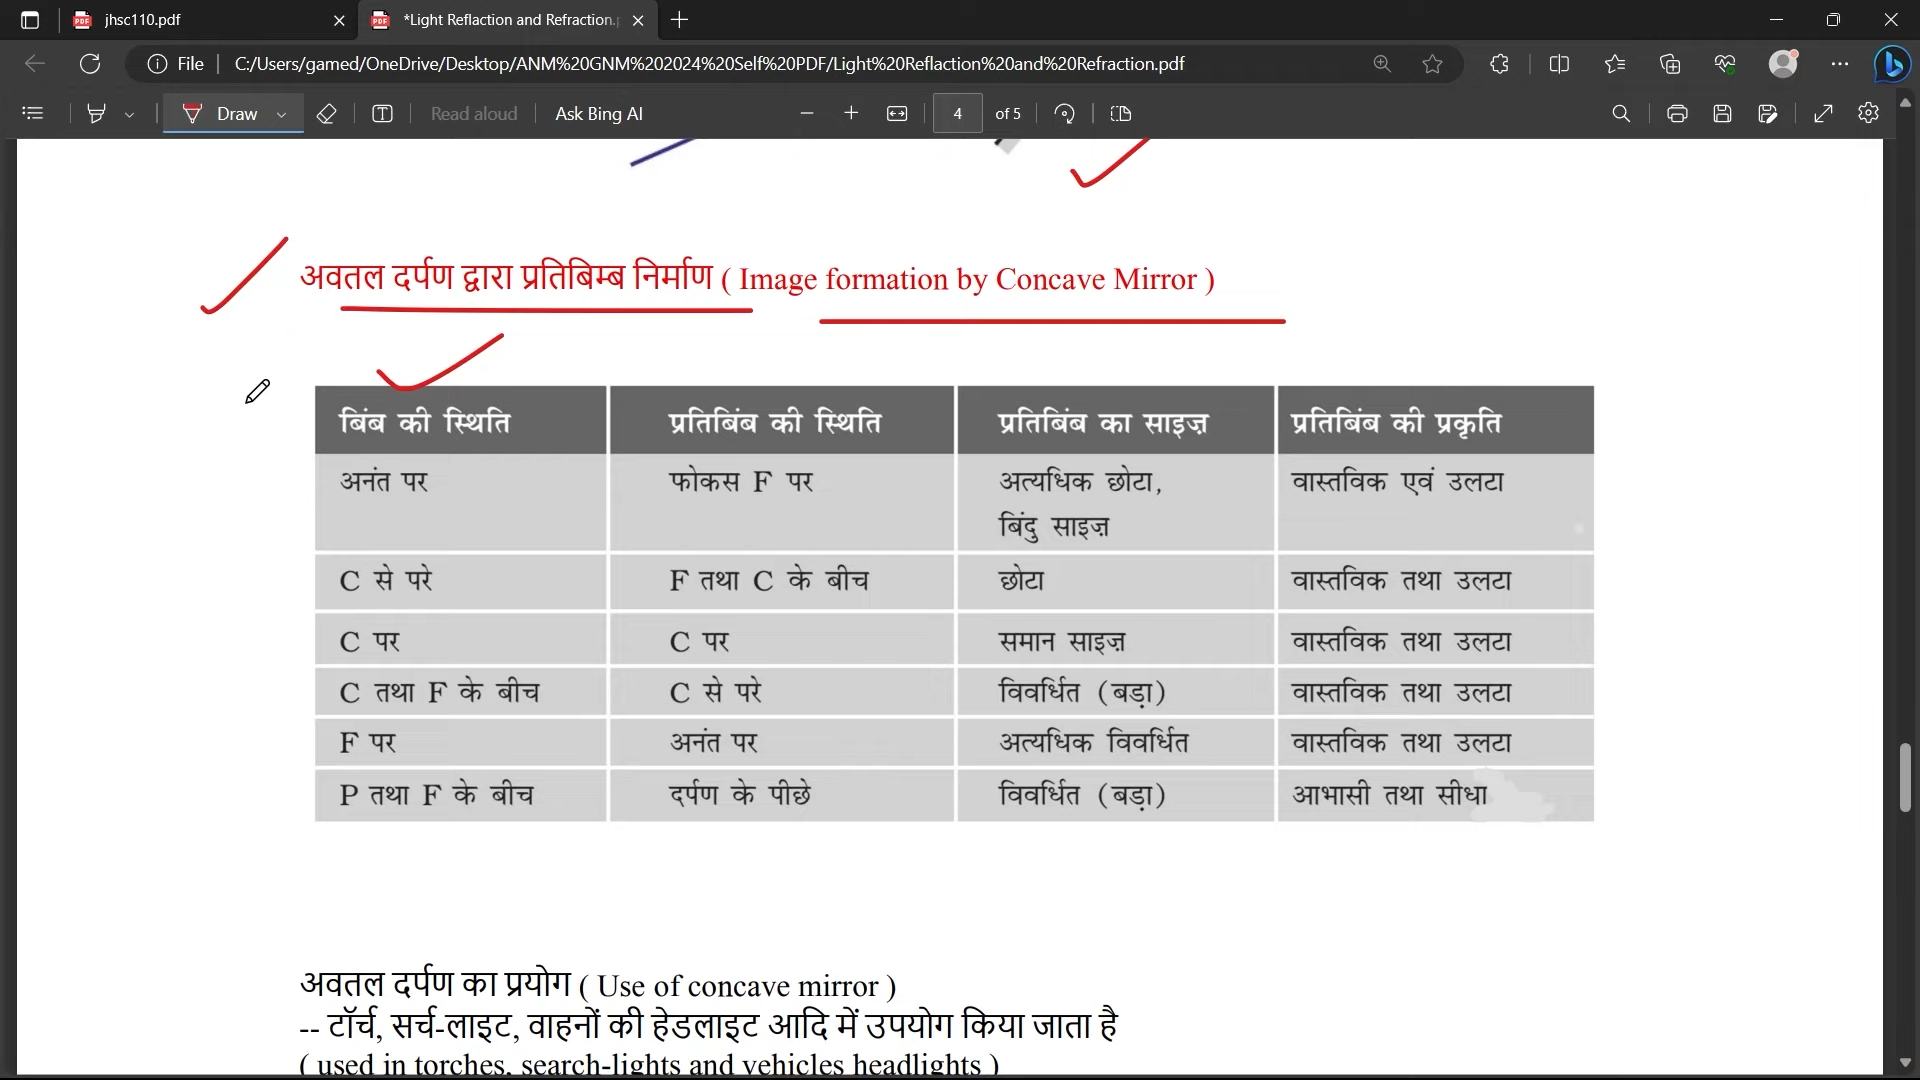 jhsc110.pdf
*Light Reflaction and Refraction.p
File
C:/Users/gamed/OneDrive/Desktop/ANM%20GNM%202024%20Self%20PDF/Light%20Reflaction%20and%20Refraction.pdf
Draw
Read aloud
Ask Bing AI
4 of 5
अवतल दर्पण द्वारा प्रतिबिम्ब निर्माण ( Image formation by Concave Mirror )
बिंब की स्थिति प्रतिबिंब की स्थिति प्रतिबिंब का साइज़ प्रतिबिंब की प्रकृति
अनंत पर फोकस F पर अत्यधिक छोटा, वास्तविक एवं उलटा
बिंदु साइज़
C से परे F तथा C के बीच छोटा वास्तविक तथा उलटा
C पर C पर समान साइज़ वास्तविक तथा उलटा
C तथा F के बीच C से परे विवर्धित (बड़ा) वास्तविक तथा उलटा
F पर अनंत पर अत्यधिक विवर्धित वास्तविक तथा उलटा
P तथा F के बीच दर्पण के पीछे विवर्धित (बड़ा) आभासी तथा सीधा
अवतल दर्पण का प्रयोग ( Use of concave mirror )
-- टॉर्च, सर्च-लाइट, वाहनों की हेडलाइट आदि में उपयोग किया जाता है
( used in torches, search-lights and vehicles headlights )